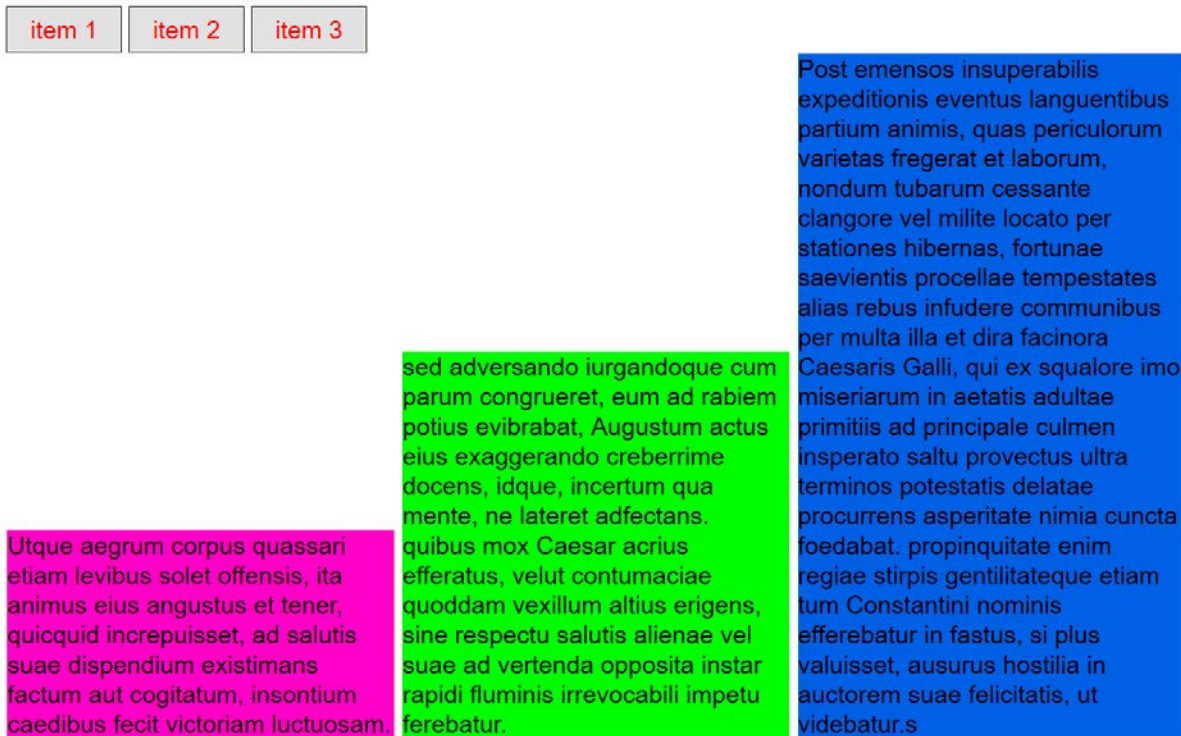 item 1 item 2 item 3
Utque aegrum corpus quassari
etiam levibus solet offensis, ita
animus eius angustus et tener,
quicquid increpuisset, ad salutis
suae dispendium existimans
factum aut cogitatum, insontium
caedibus fecit victoriam luctuosam.
sed adversando iurgandoque cum
parum congrueret, eum ad rabiem
potius evibrabat, Augustum actus
eius exaggerando creberrime
docens, idque, incertum qua
mente, ne lateret adfectans.
quibus mox Caesar acrius
efferatus, velut contumaciae
quoddam vexillum altius erigens,
sine respectu salutis alienae vel
suae ad vertenda opposita instar
rapidi fluminis irrevocabili impetu
ferebatur.
Post emensos insuperabilis
expeditionis eventus languentibus
partium animis, quas periculorum
varietas fregerat et laborum,
nondum tubarum cessante
clangore vel milite locato per
stationes hibernas, fortunae
saevientis procellae tempestates
alias rebus infudere communibus
per multa illa et dira facinora
Caesaris Galli, qui ex squalore imo
miseriarum in aetatis adultae
primitiis ad principale culmen
insperato saltu provectus ultra
terminos potestatis delatae
procurrens asperitate nimia cuncta
foedabat. propinquitate enim
regiae stirpis gentilitateque etiam
tum Constantini nominis
efferebatur in fastus, si plus
valuisset, ausurus hostilia in
auctorem suae felicitatis, ut
videbatur.s